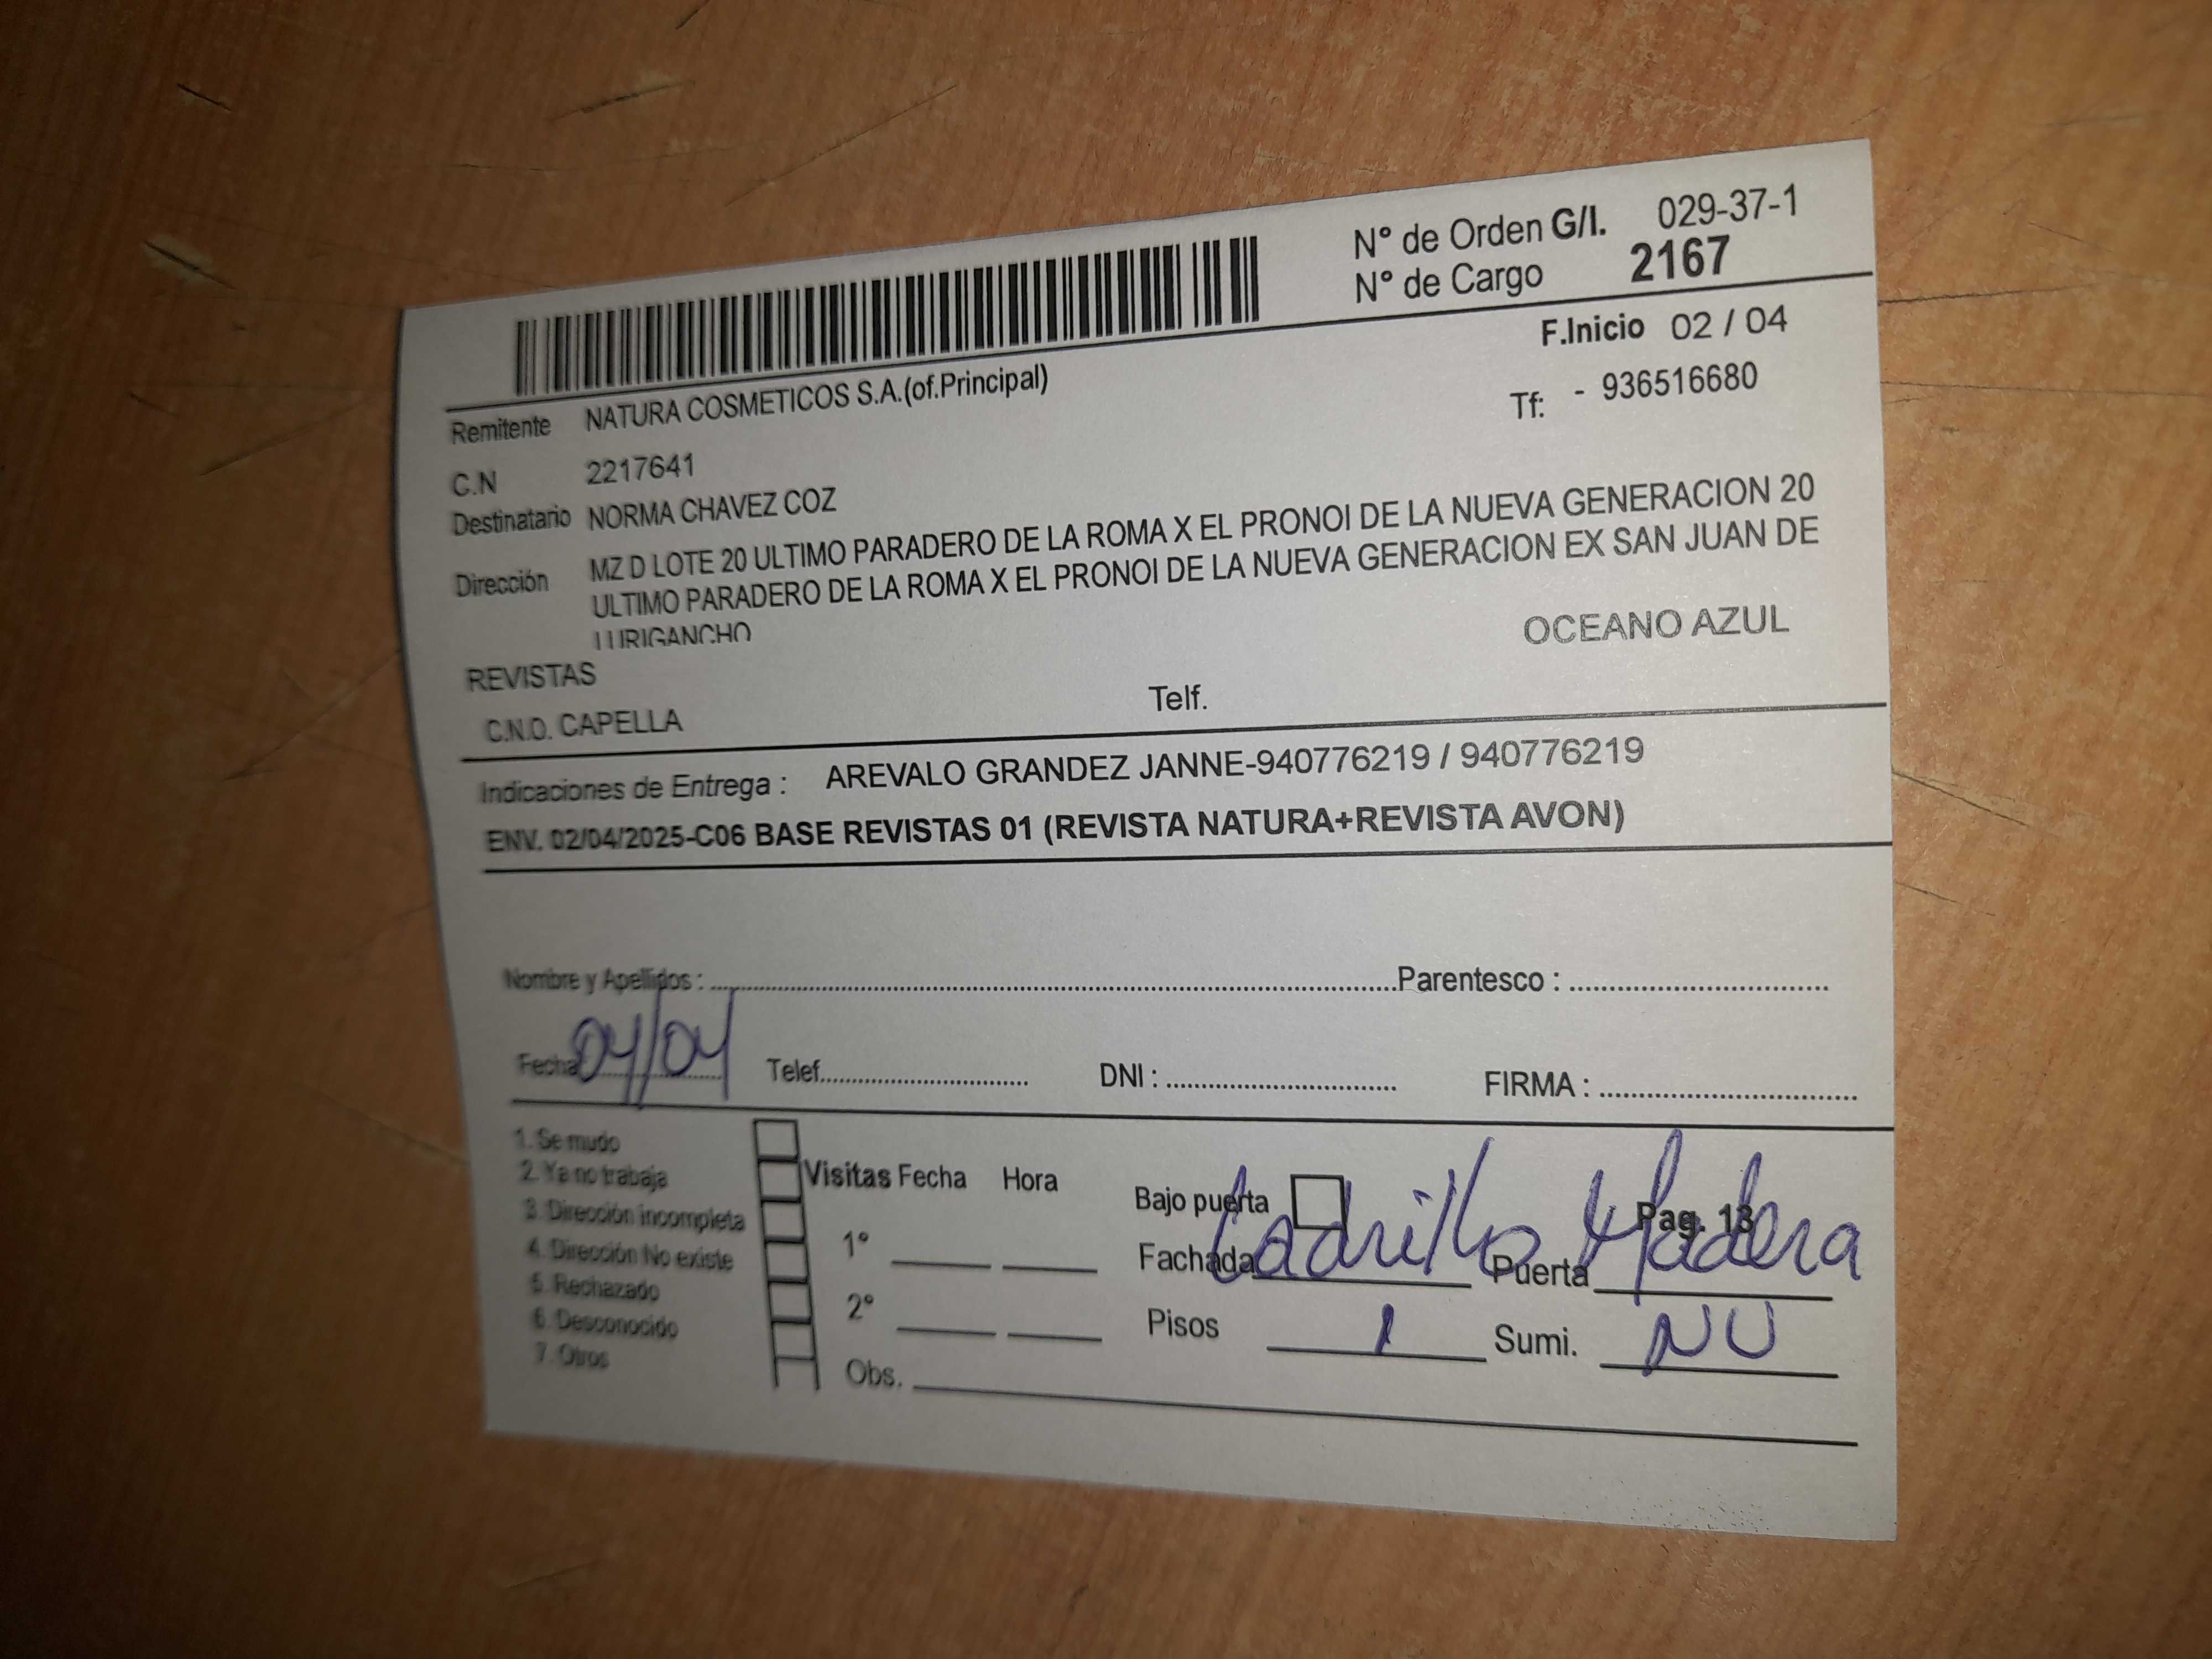 N° de Orden G/I. 029-37-1
N° de Cargo 2167
F.Inicio 02 / 04
Remitente NATURA COSMETICOS S.A.(of.Principal)
Tf: - 936516680
C.N 2217641
Destinatario NORMA CHAVEZ COZ
Dirección MZ D LOTE 20 ULTIMO PARADERO DE LA ROMA X EL PRONOI DE LA NUEVA GENERACION 20
ULTIMO PARADERO DE LA ROMA X EL PRONOI DE LA NUEVA GENERACION EX SAN JUAN DE
LURIGANCHO
OCEANO AZUL
REVISTAS
C.N.O. CAPELLA Telf.
Indicaciones de Entrega : AREVALO GRANDEZ JANNE-940776219 / 940776219
ENV. 02/04/2025-C06 BASE REVISTAS 01 (REVISTA NATURA+REVISTA AVON)
Nombre y Apellidos : Parentesco :
Fecha 04/04 Telef. DNI : FIRMA :
1. Se mudo
2. Ya no trabaja
3. Dirección incompleta
4. Dirección No existe
5. Rechazado
6. Desconocido
7. Otros
Visitas Fecha Hora
1°
2°
Obs.
Bajo puerta Pag. 13
Fachada Ladrillo Puerta Madera
Pisos 1 Sumi. NO